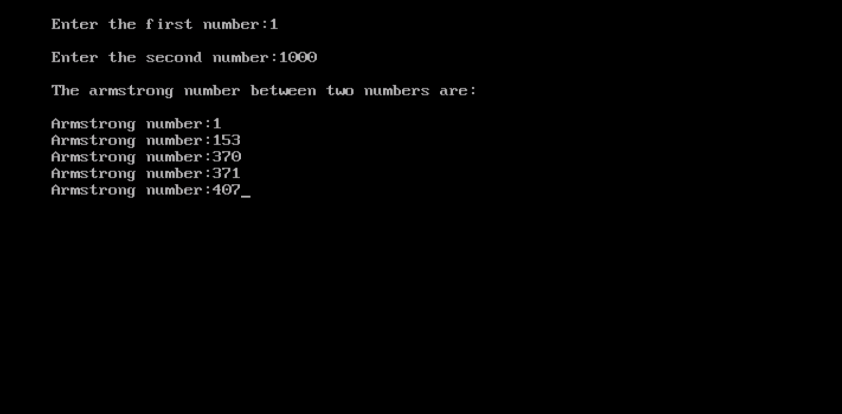 Enter the first number:1
Enter the second number:1000
The armstrong number between two numbers are:
Armstrong number:1
Armstrong number:153
Armstrong number:370
Armstrong number:371
Armstrong number:407_